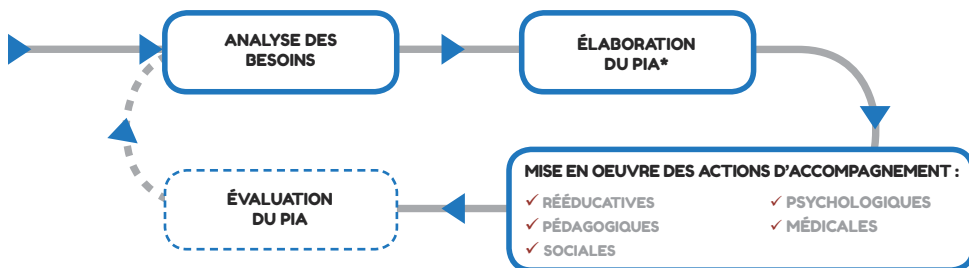 ANALYSE DES
BESOINS
ÉLABORATION
DU PIA*
MISE EN OEUVRE DES ACTIONS D'ACCOMPAGNEMENT :
RÉÉDUCATIVES
PÉDAGOGIQUES
SOCIALES
PSYCHOLOGIQUES
MÉDICALES
ÉVALUATION
DU PIA